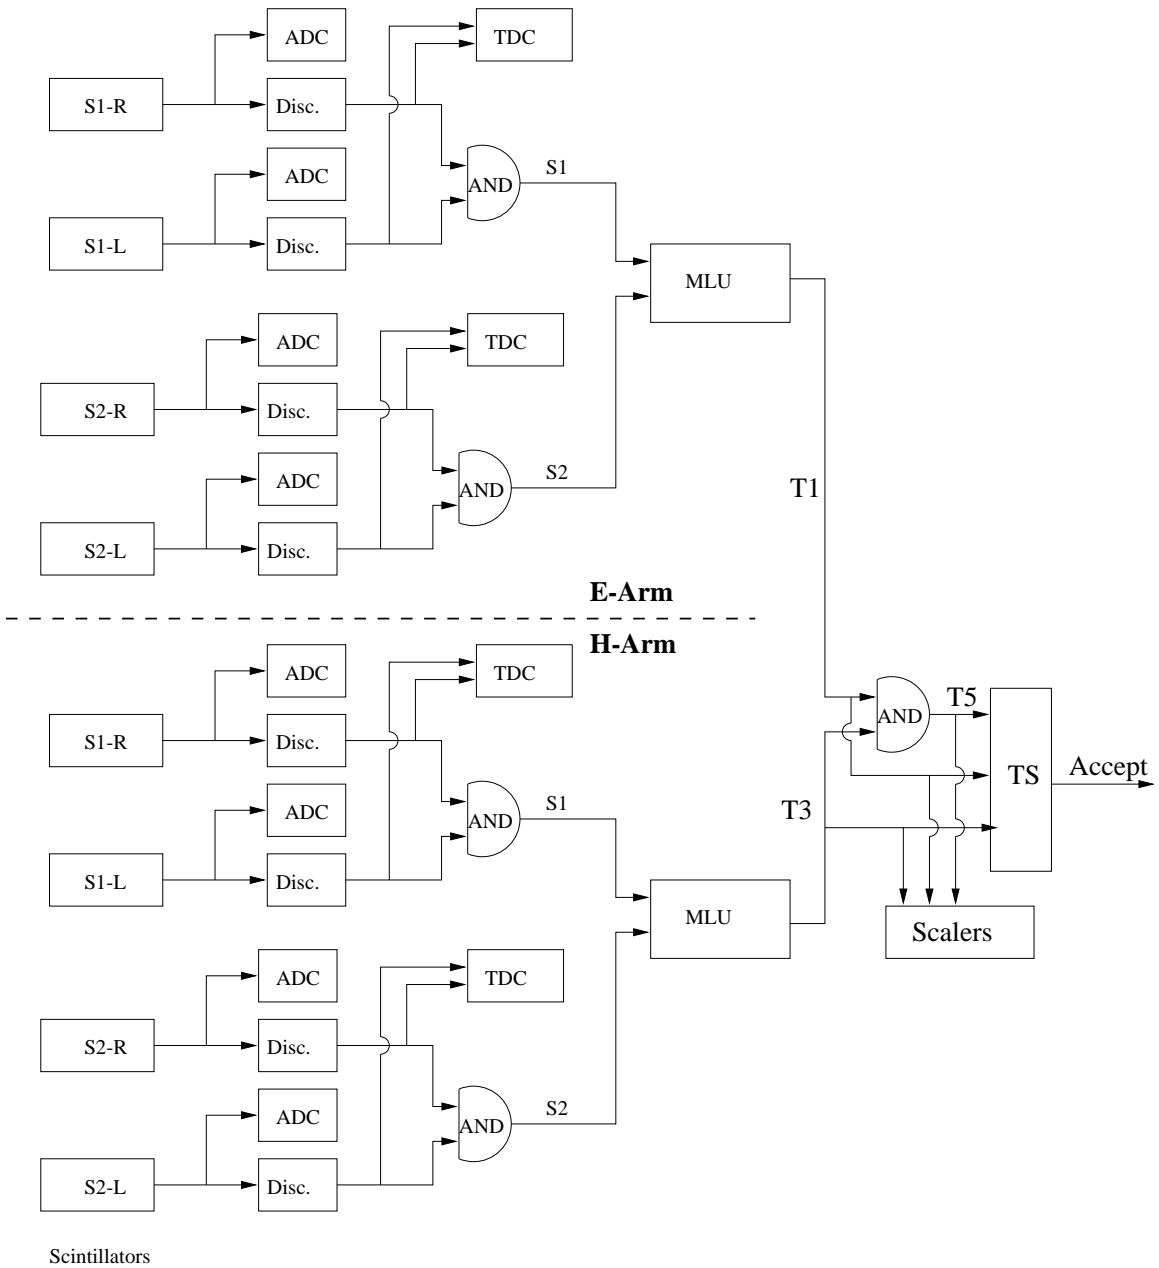 ADC
TDC
S1-R
Disc.
ADC
S1
AND
S1-L
Disc.
MLU
ADC
TDC
S2-R
Disc.
ADC
S2
AND
T1
S2-L
Disc.
E-Arm
H-Arm
ADC
TDC
T5
AND
S1-R
Disc.
TS
Accept
ADC
S1
T3
AND
S1-L
Disc.
MLU
Scalers
ADC
TDC
S2-R
Disc.
ADC
S2
AND
S2-L
Disc.
Scintillators